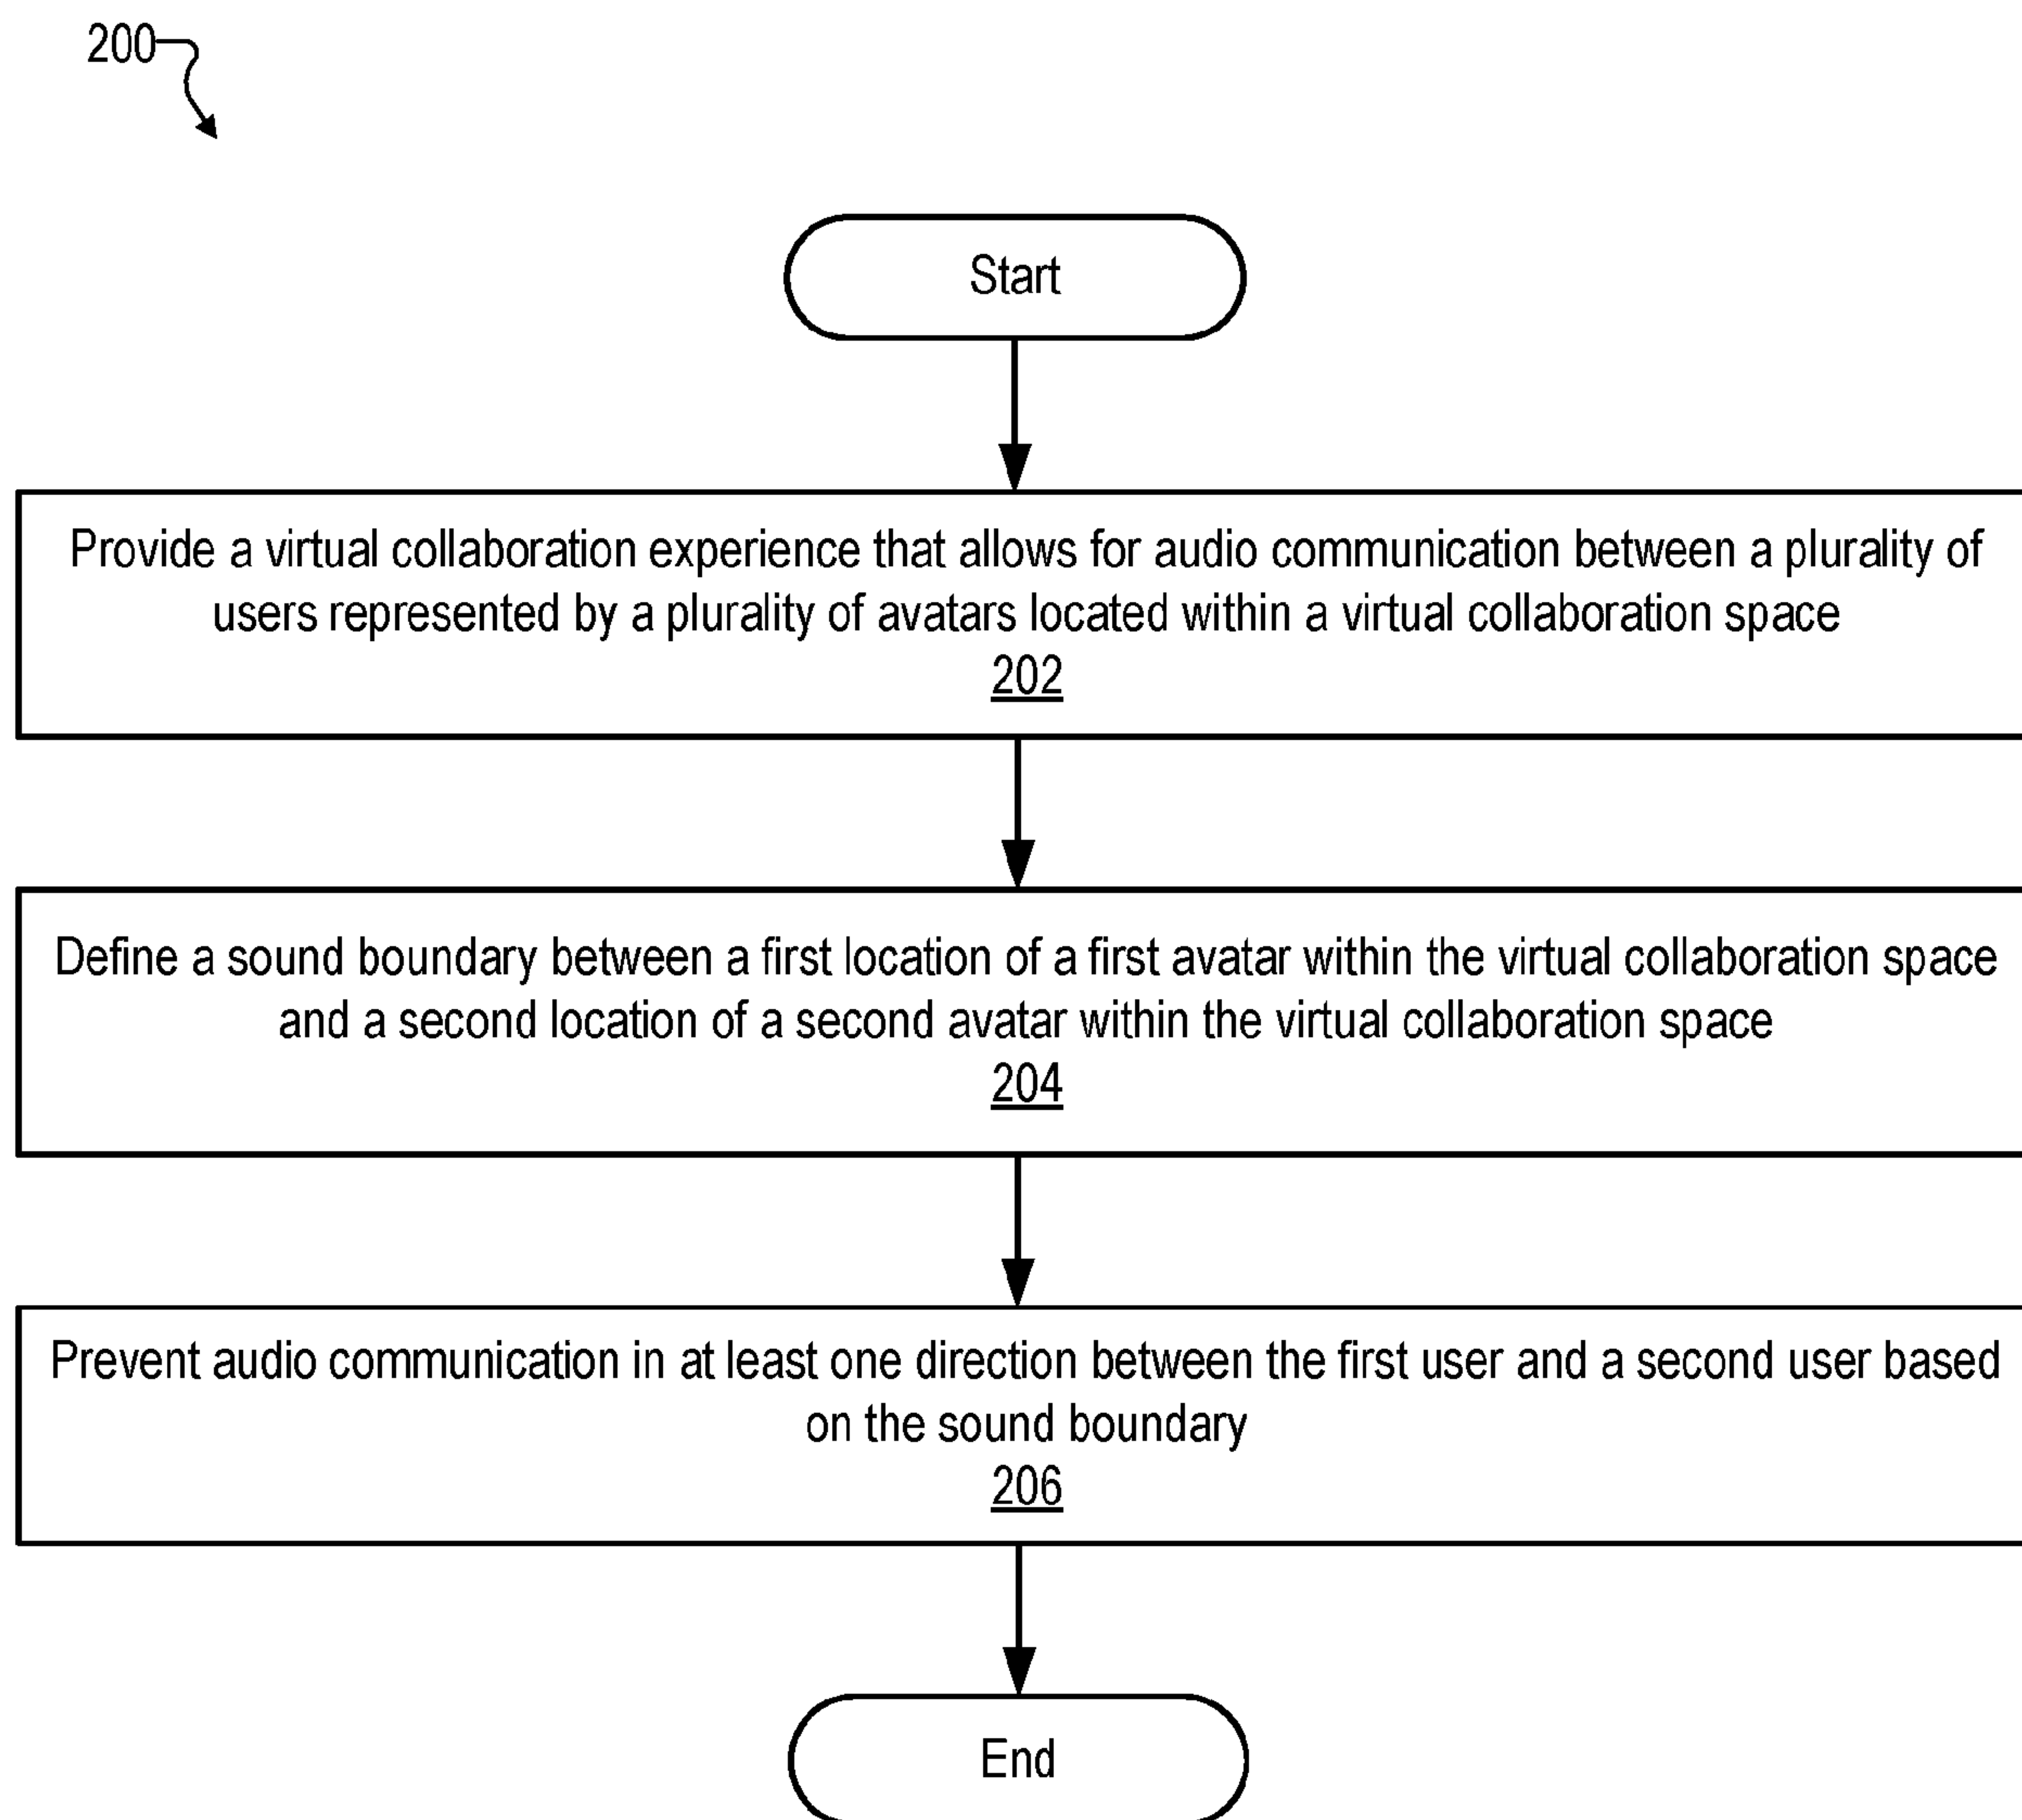 200
Start
Provide a virtual collaboration experience that allows for audio communication between a plurality of
users represented by a plurality of avatars located within a virtual collaboration space
202
Define a sound boundary between a first location of a first avatar within the virtual collaboration space
and a second location of a second avatar within the virtual collaboration space
204
Prevent audio communication in at least one direction between the first user and a second user based
on the sound boundary
206
End